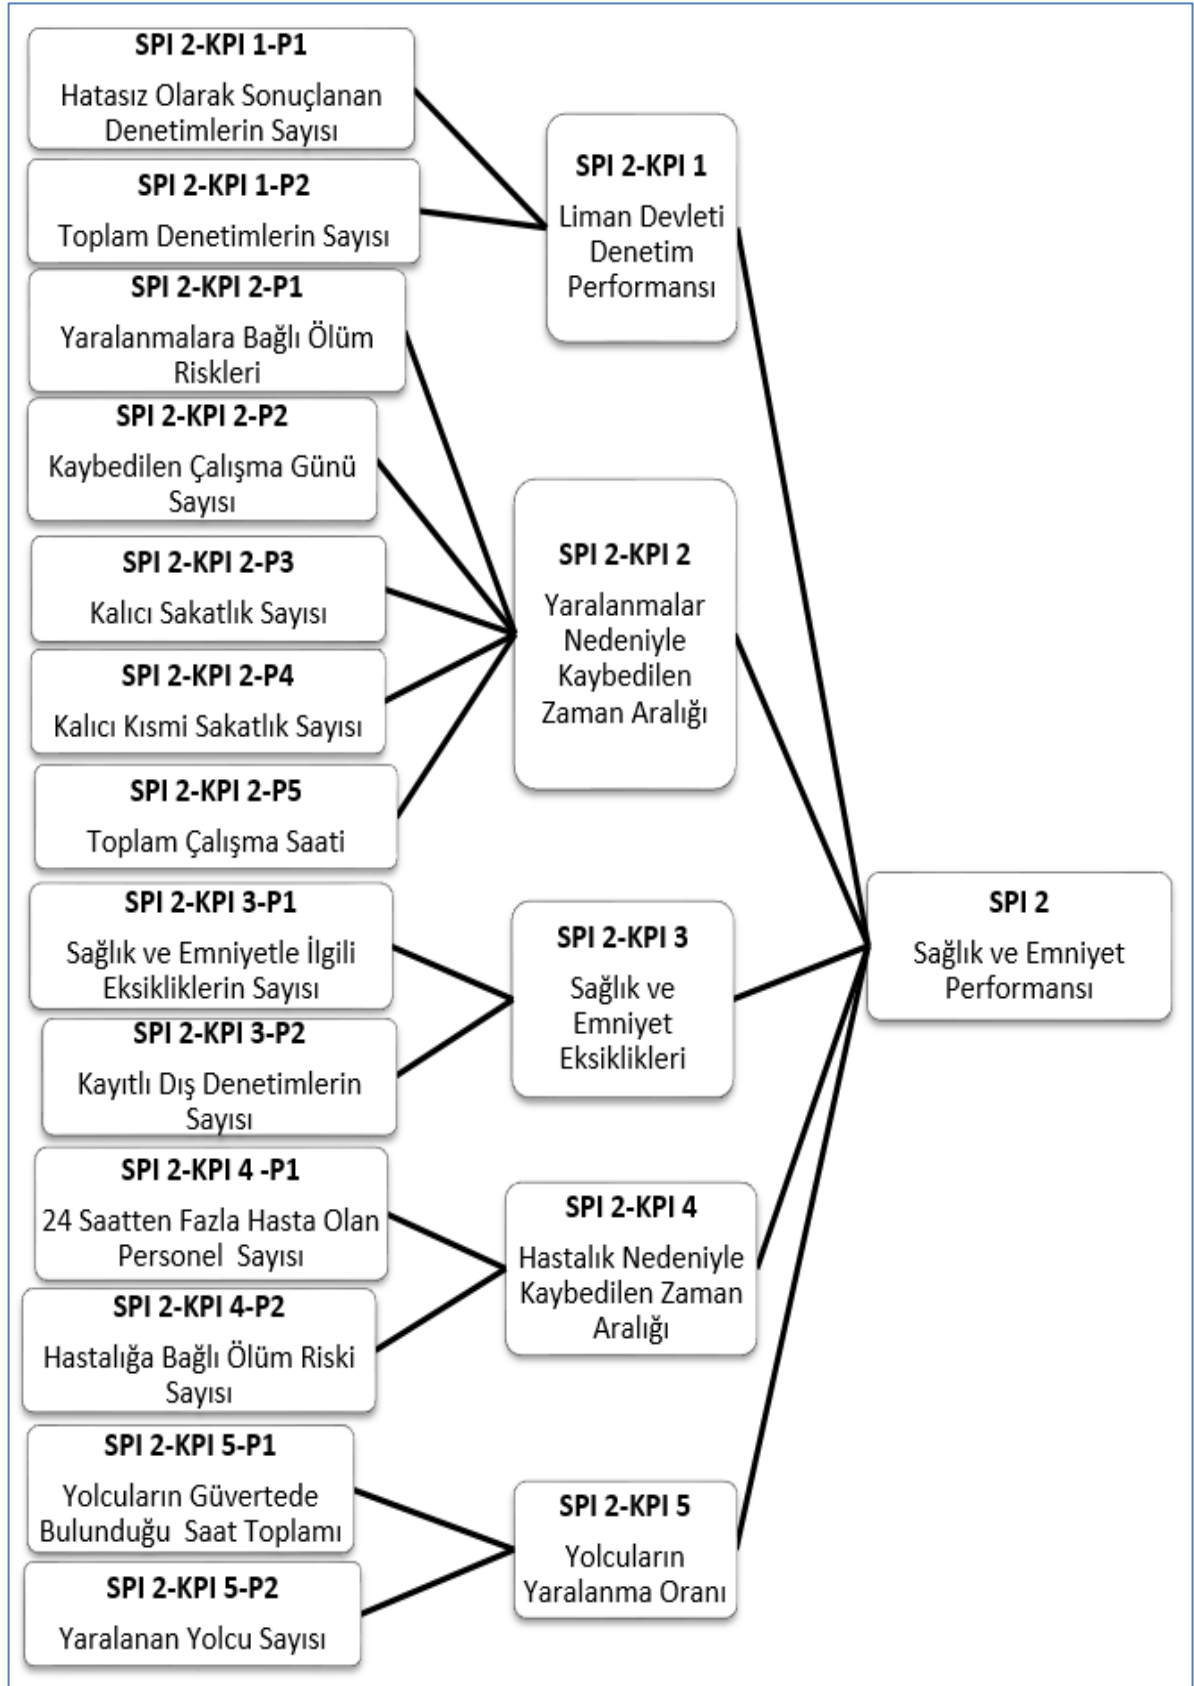 SPI 2-KPI 1-P1
Hatasız Olarak Sonuçlanan
Denetimlerin Sayısı
SPI 2-KPI 1-P2
Toplam Denetimlerin Sayısı
SPI 2-KPI 2-P1
Yaralanmalara Bağlı Ölüm
Riskleri
SPI 2-KPI 2-P2
Kaybedilen Çalışma Günü
Sayısı
SPI 2-KPI 2-P3
Kalıcı Sakatlık Sayısı
SPI 2-KPI 2-P4
Kalıcı Kısmi Sakatlık Sayısı
SPI 2-KPI 2-P5
Toplam Çalışma Saati
SPI 2-KPI 3-P1
Sağlık ve Emniyetle İlgili
Eksikliklerin Sayısı
SPI 2-KPI 3-P2
Kayıtlı Dış Denetimlerin
Sayısı
SPI 2-KPI 4 -P1
24 Saatten Fazla Hasta Olan
Personel Sayısı
SPI 2-KPI 4-P2
Hastalığa Bağlı Ölüm Riski
Sayısı
SPI 2-KPI 5-P1
Yolcuların Güvertede
Bulunduğu Saat Toplamı
SPI 2-KPI 5-P2
Yaralanan Yolcu Sayısı
SPI 2-KPI 1
Liman Devleti
Denetim
Performansı
SPI 2-KPI 2
Yaralanmalar
Nedeniyle
Kaybedilen
Zaman Aralığı
SPI 2-KPI 3
Sağlık ve
Emniyet
Eksiklikleri
SPI 2-KPI 4
Hastalık Nedeniyle
Kaybedilen Zaman
Aralığı
SPI 2-KPI 5
Yolcuların
Yaralanma Oranı
SPI 2
Sağlık ve Emniyet
Performansı